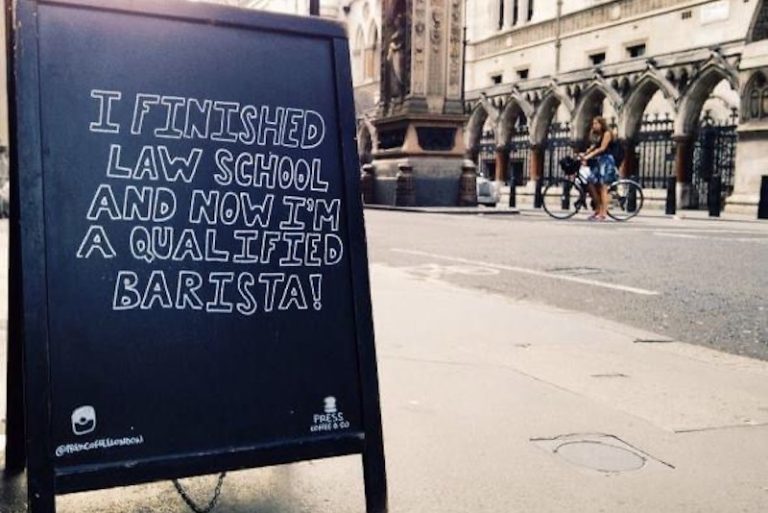 I FINISHED
LAW SCHOOL
AND NOW I'M
A QUALIFIED
BARISTA!
PRESS
COFFEE & CO